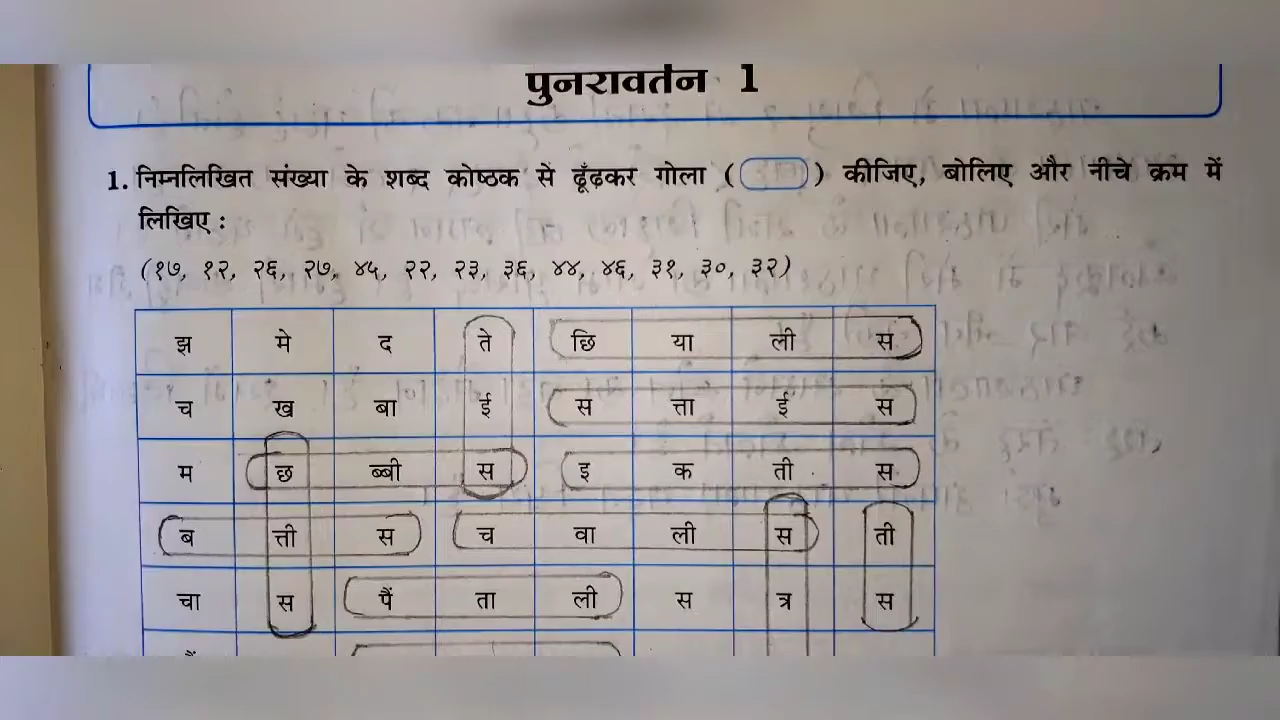 पुनरावर्तन 1
1. निम्नलिखित संख्या के शब्द कोष्ठक से ढूँढ़कर गोला ( ) कीजिए, बोलिए और नीचे क्रम में
लिखिए :
(१७, १२, २६, २७, ४५, २२, २३, ३६, ४४, ४६, ३१, ३०, ३२)
झ मे द ते छि या ली स
च ख बा ई स त्ता ई स
म छ ब्बी स इ क ती स
ब त्ती स च वा ली स ती
चा स पैं ता ली स त्र स